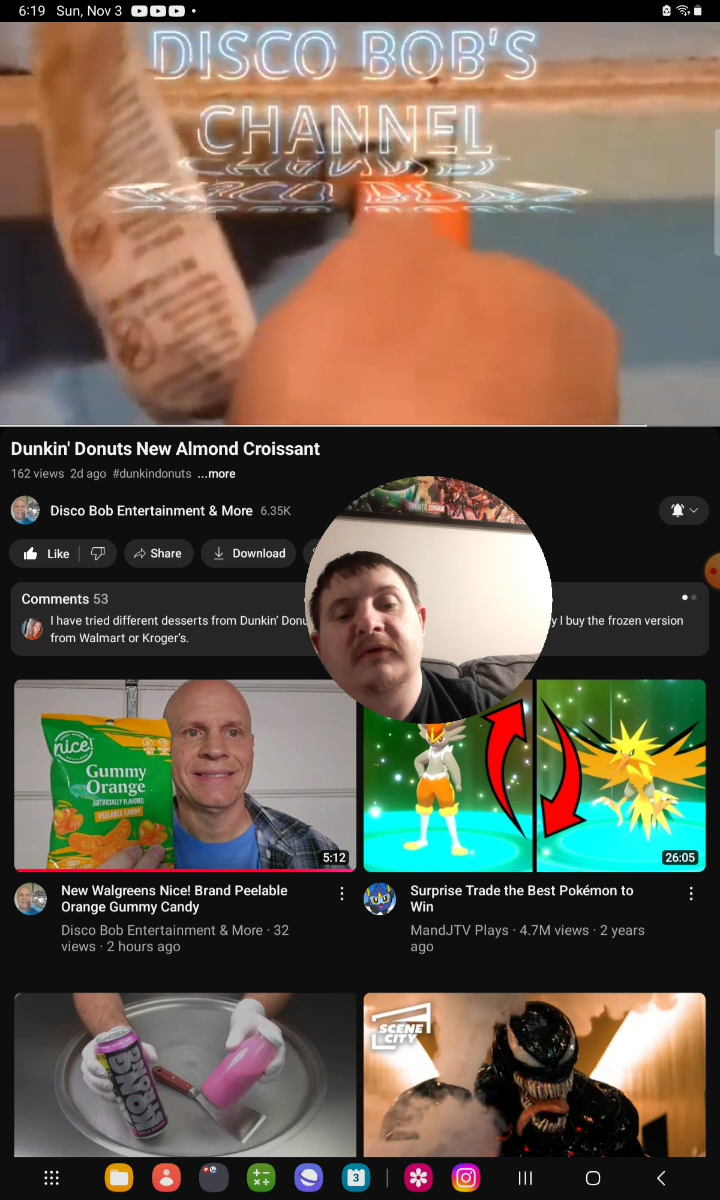 6:19 Sun, Nov 3
DISCO BOB'S
CHANNEL
Dunkin' Donuts New Almond Croissant
162 views 2d ago #dunkindonuts ...more
Disco Bob Entertainment & More 6.35K
Like Share Download
Comments 53
I have tried different desserts from Dunkin' Donu
y I buy the frozen version
from Walmart or Kroger's.
nice!
Gummy
Orange
ARTIFICIALLY FLAVORED
PEELABLE CANDY
5:12
26:05
New Walgreens Nice! Brand Peelable
Orange Gummy Candy
Disco Bob Entertainment & More · 32
views · 2 hours ago
Surprise Trade the Best Pokémon to
Win
MandJTV Plays · 4.7M views · 2 years
ago
SCENE
CITY
3